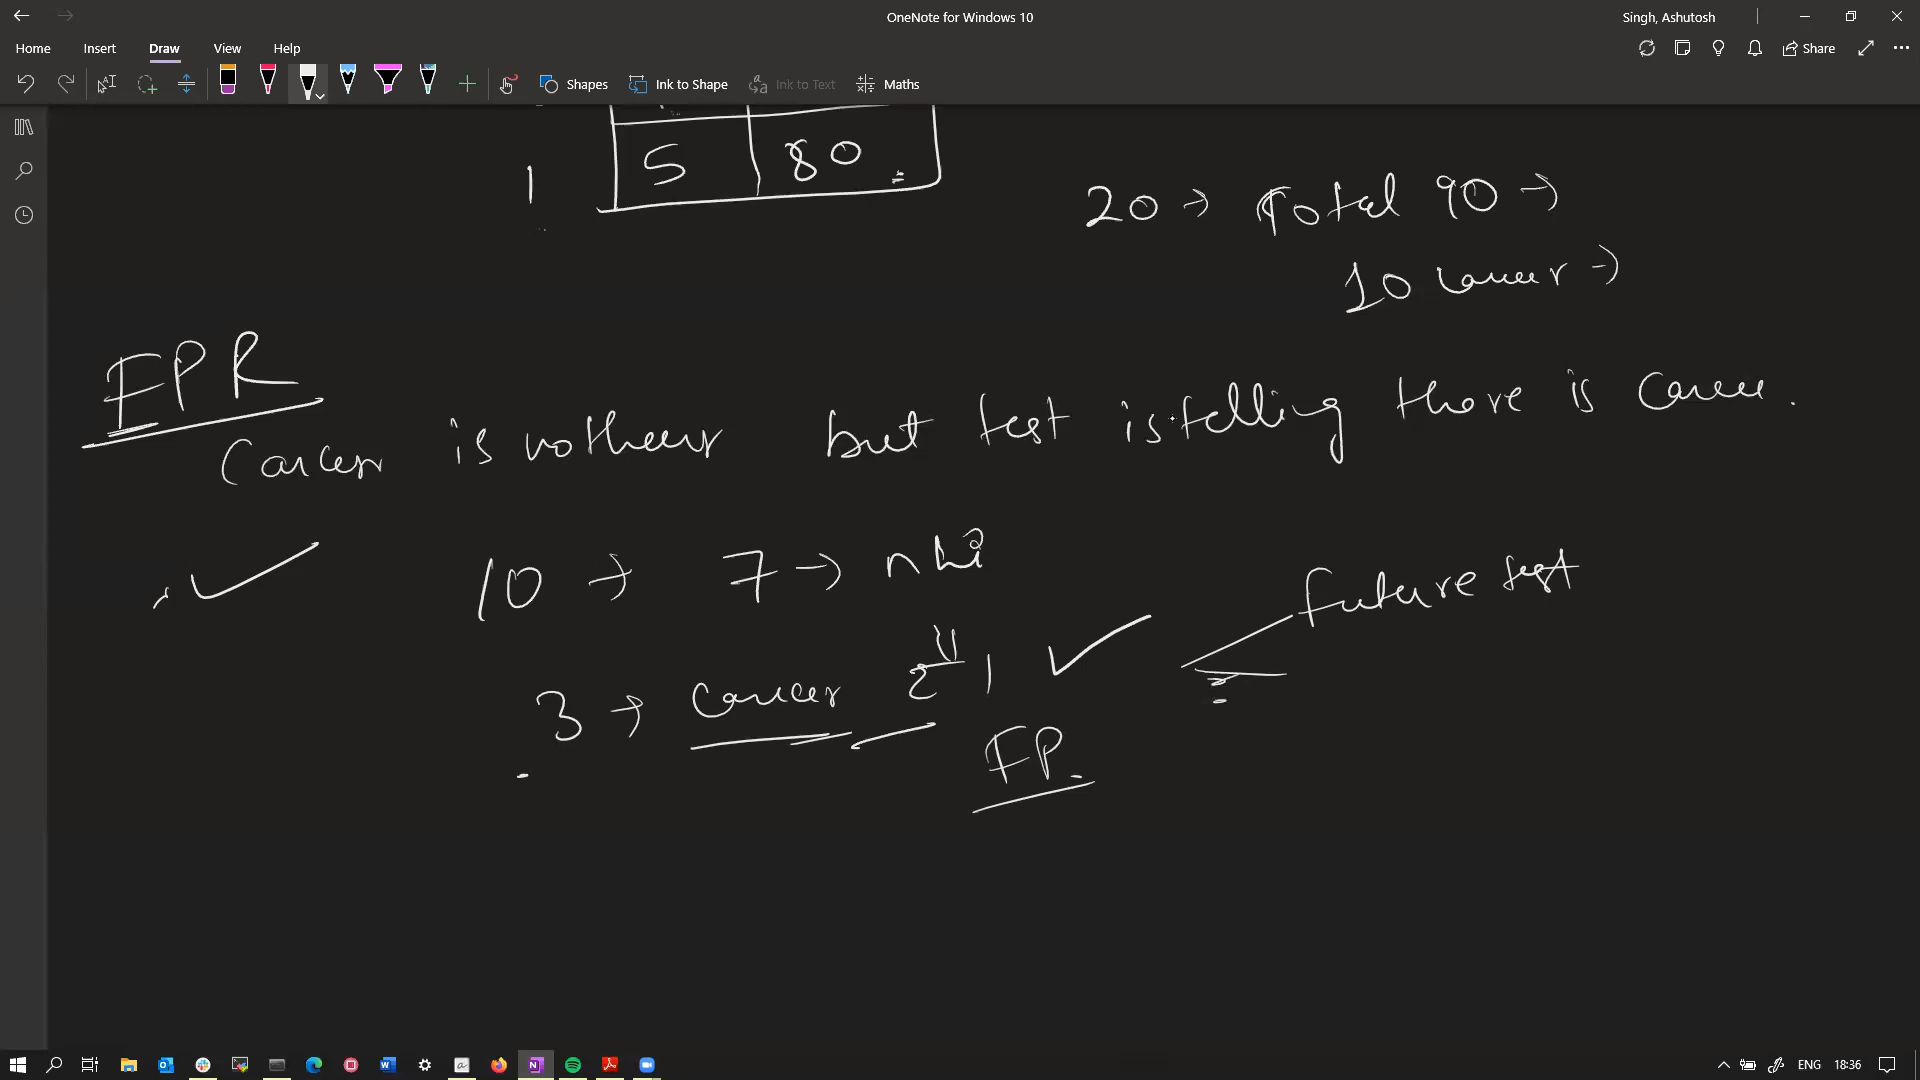 OneNote for Windows 10
Singh, Ashutosh
Home Insert Draw View Help
Share
Shapes Ink to Shape Ink to Text Maths
1 5 80
20 → Total 90 →
10 cancer →
FPR
Cancer is not there but test is telling there is cancer.
10 → 7 → nhi
future test
3 → cancer 2 1
FP
ENG 18:36